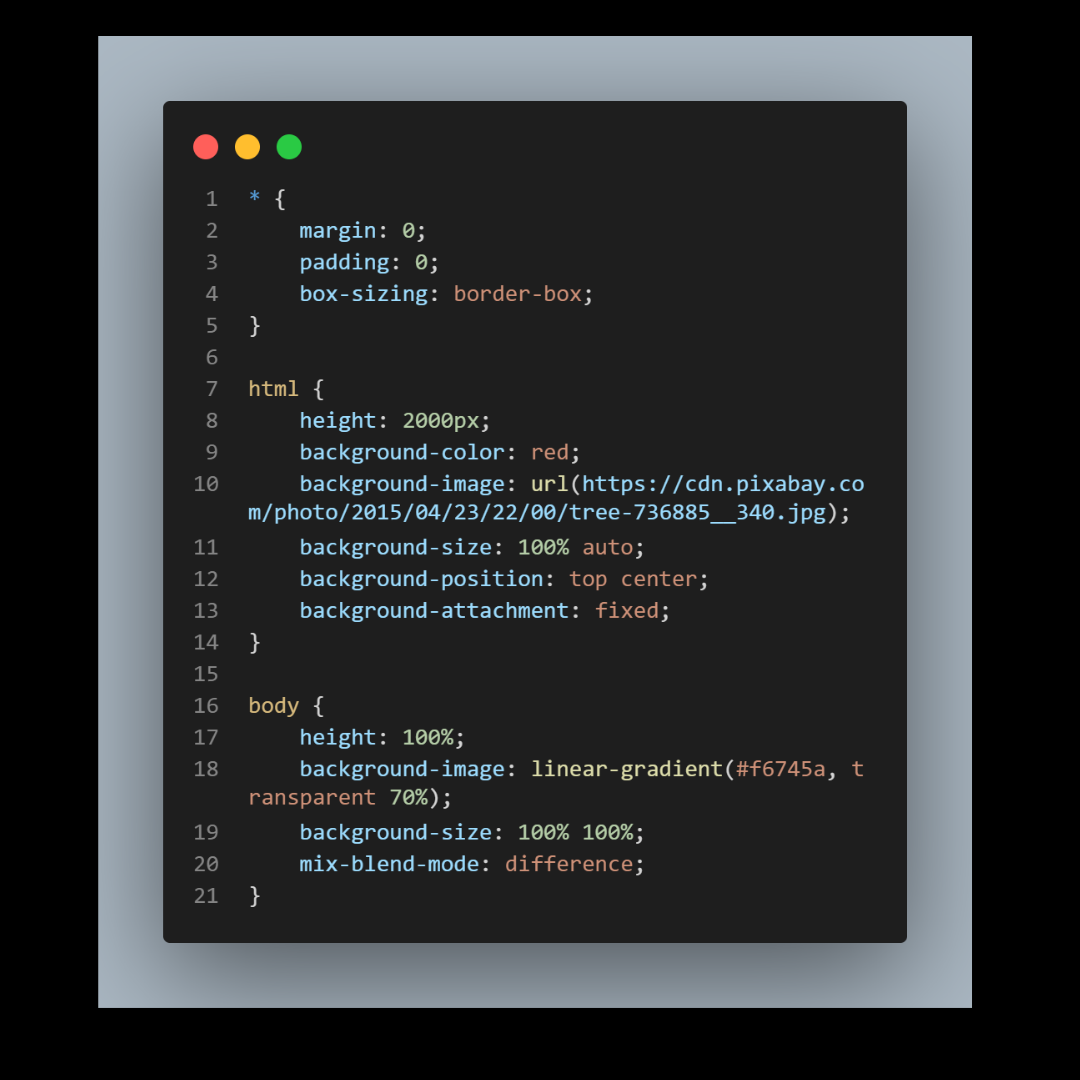 1 * {
2     margin: 0;
3     padding: 0;
4     box-sizing: border-box;
5 }
6
7 html {
8     height: 2000px;
9     background-color: red;
10     background-image: url(https://cdn.pixabay.co
m/photo/2015/04/23/22/00/tree-736885__340.jpg);
11     background-size: 100% auto;
12     background-position: top center;
13     background-attachment: fixed;
14 }
15
16 body {
17     height: 100%;
18     background-image: linear-gradient(#f6745a, t
ransparent 70%);
19     background-size: 100% 100%;
20     mix-blend-mode: difference;
21 }